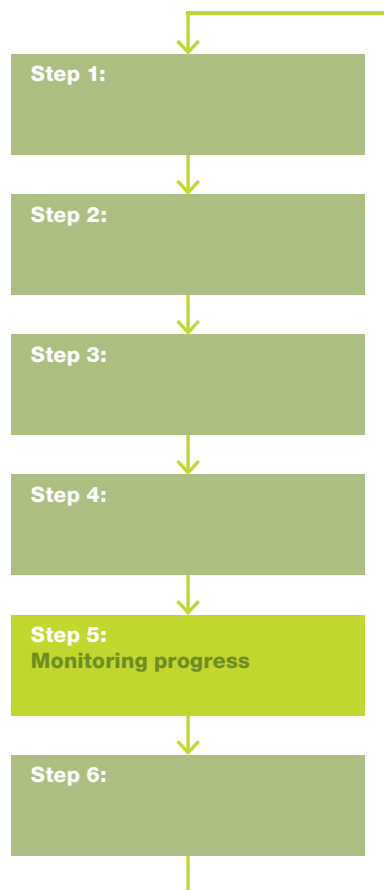 Step 1:
Step 2:
Step 3:
Step 4:
Step 5:
Monitoring progress
Step 6: